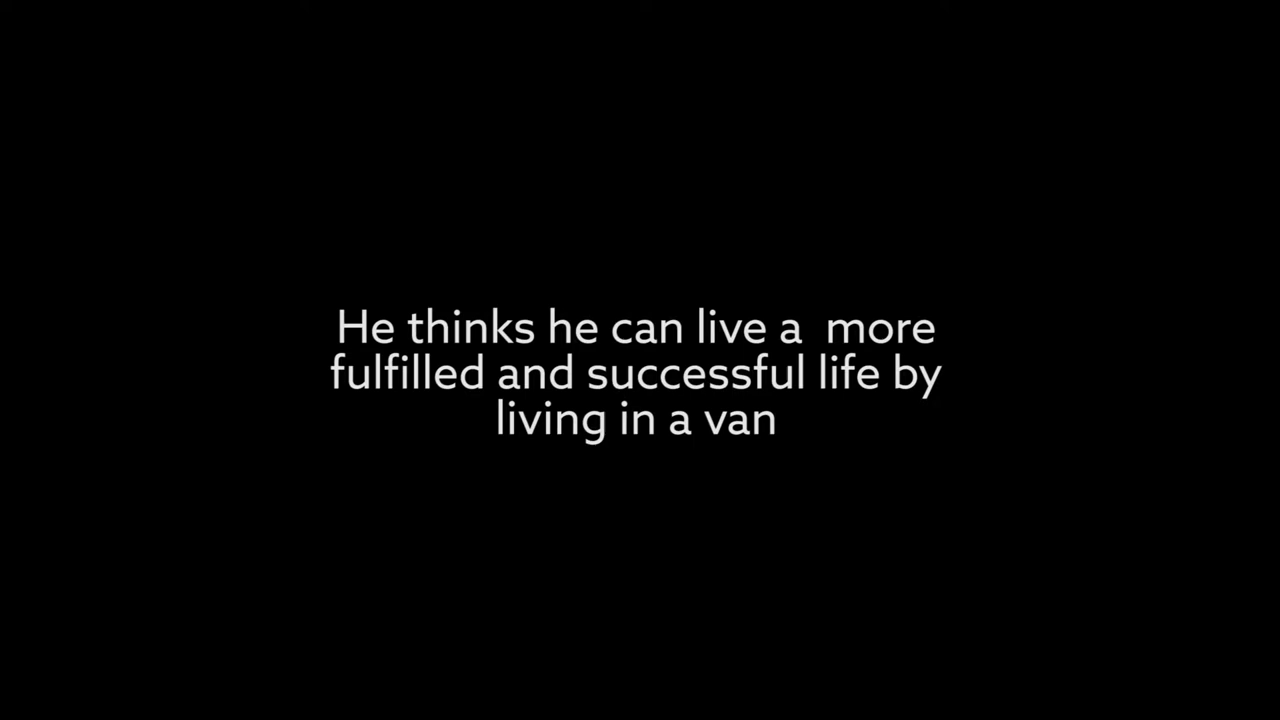 He thinks he can live a  more
fulfilled and successful life by
living in a van